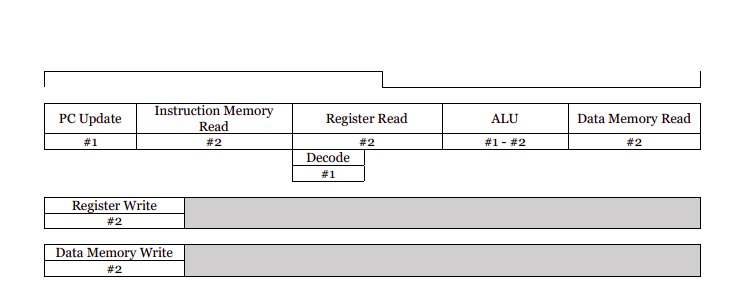 PC Update
Instruction Memory
Read
Register Read
ALU
Data Memory Read
#1
#2
#2
#1 - #2
#2
Decode
#1
Register Write
#2
Data Memory Write
#2